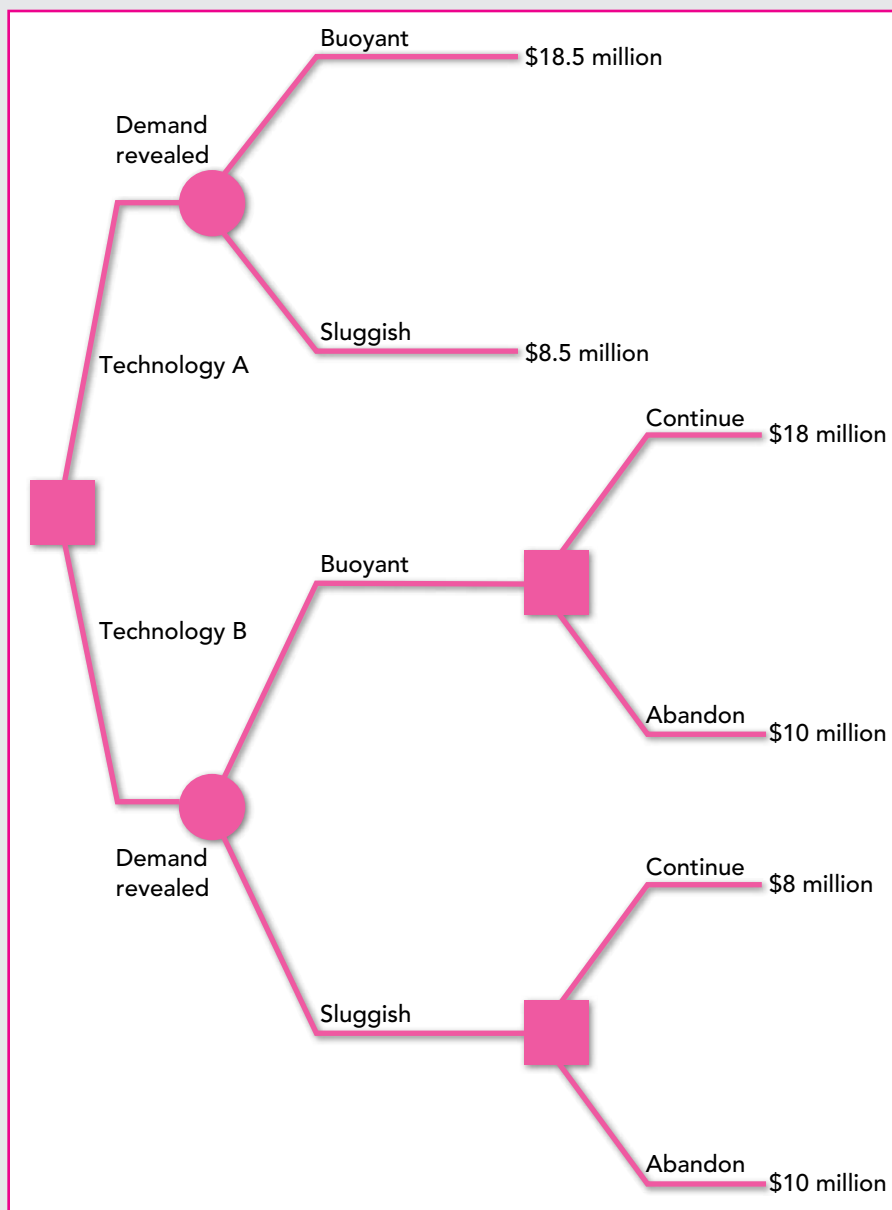 Buoyant
$18.5 million
Demand
revealed
Sluggish
$8.5 million
Technology A
Continue
$18 million
Buoyant
Technology B
Abandon
$10 million
Demand
revealed
Continue
$8 million
Sluggish
Abandon
$10 million